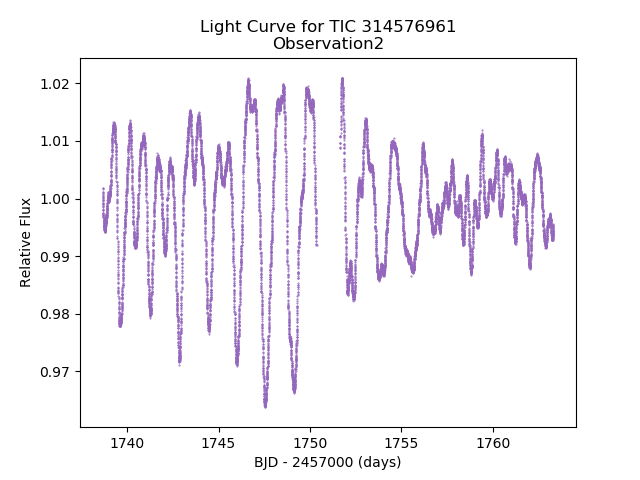 Light Curve for TIC 314576961
Observation2
1.02
1.01
1.00
0.99
0.98
0.97
Relative Flux
1740
1745
1750
1755
1760
BJD - 2457000 (days)